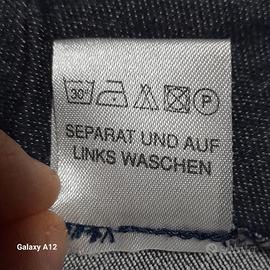 30°
P
SEPARAT UND AUF
LINKS WASCHEN
Galaxy A12